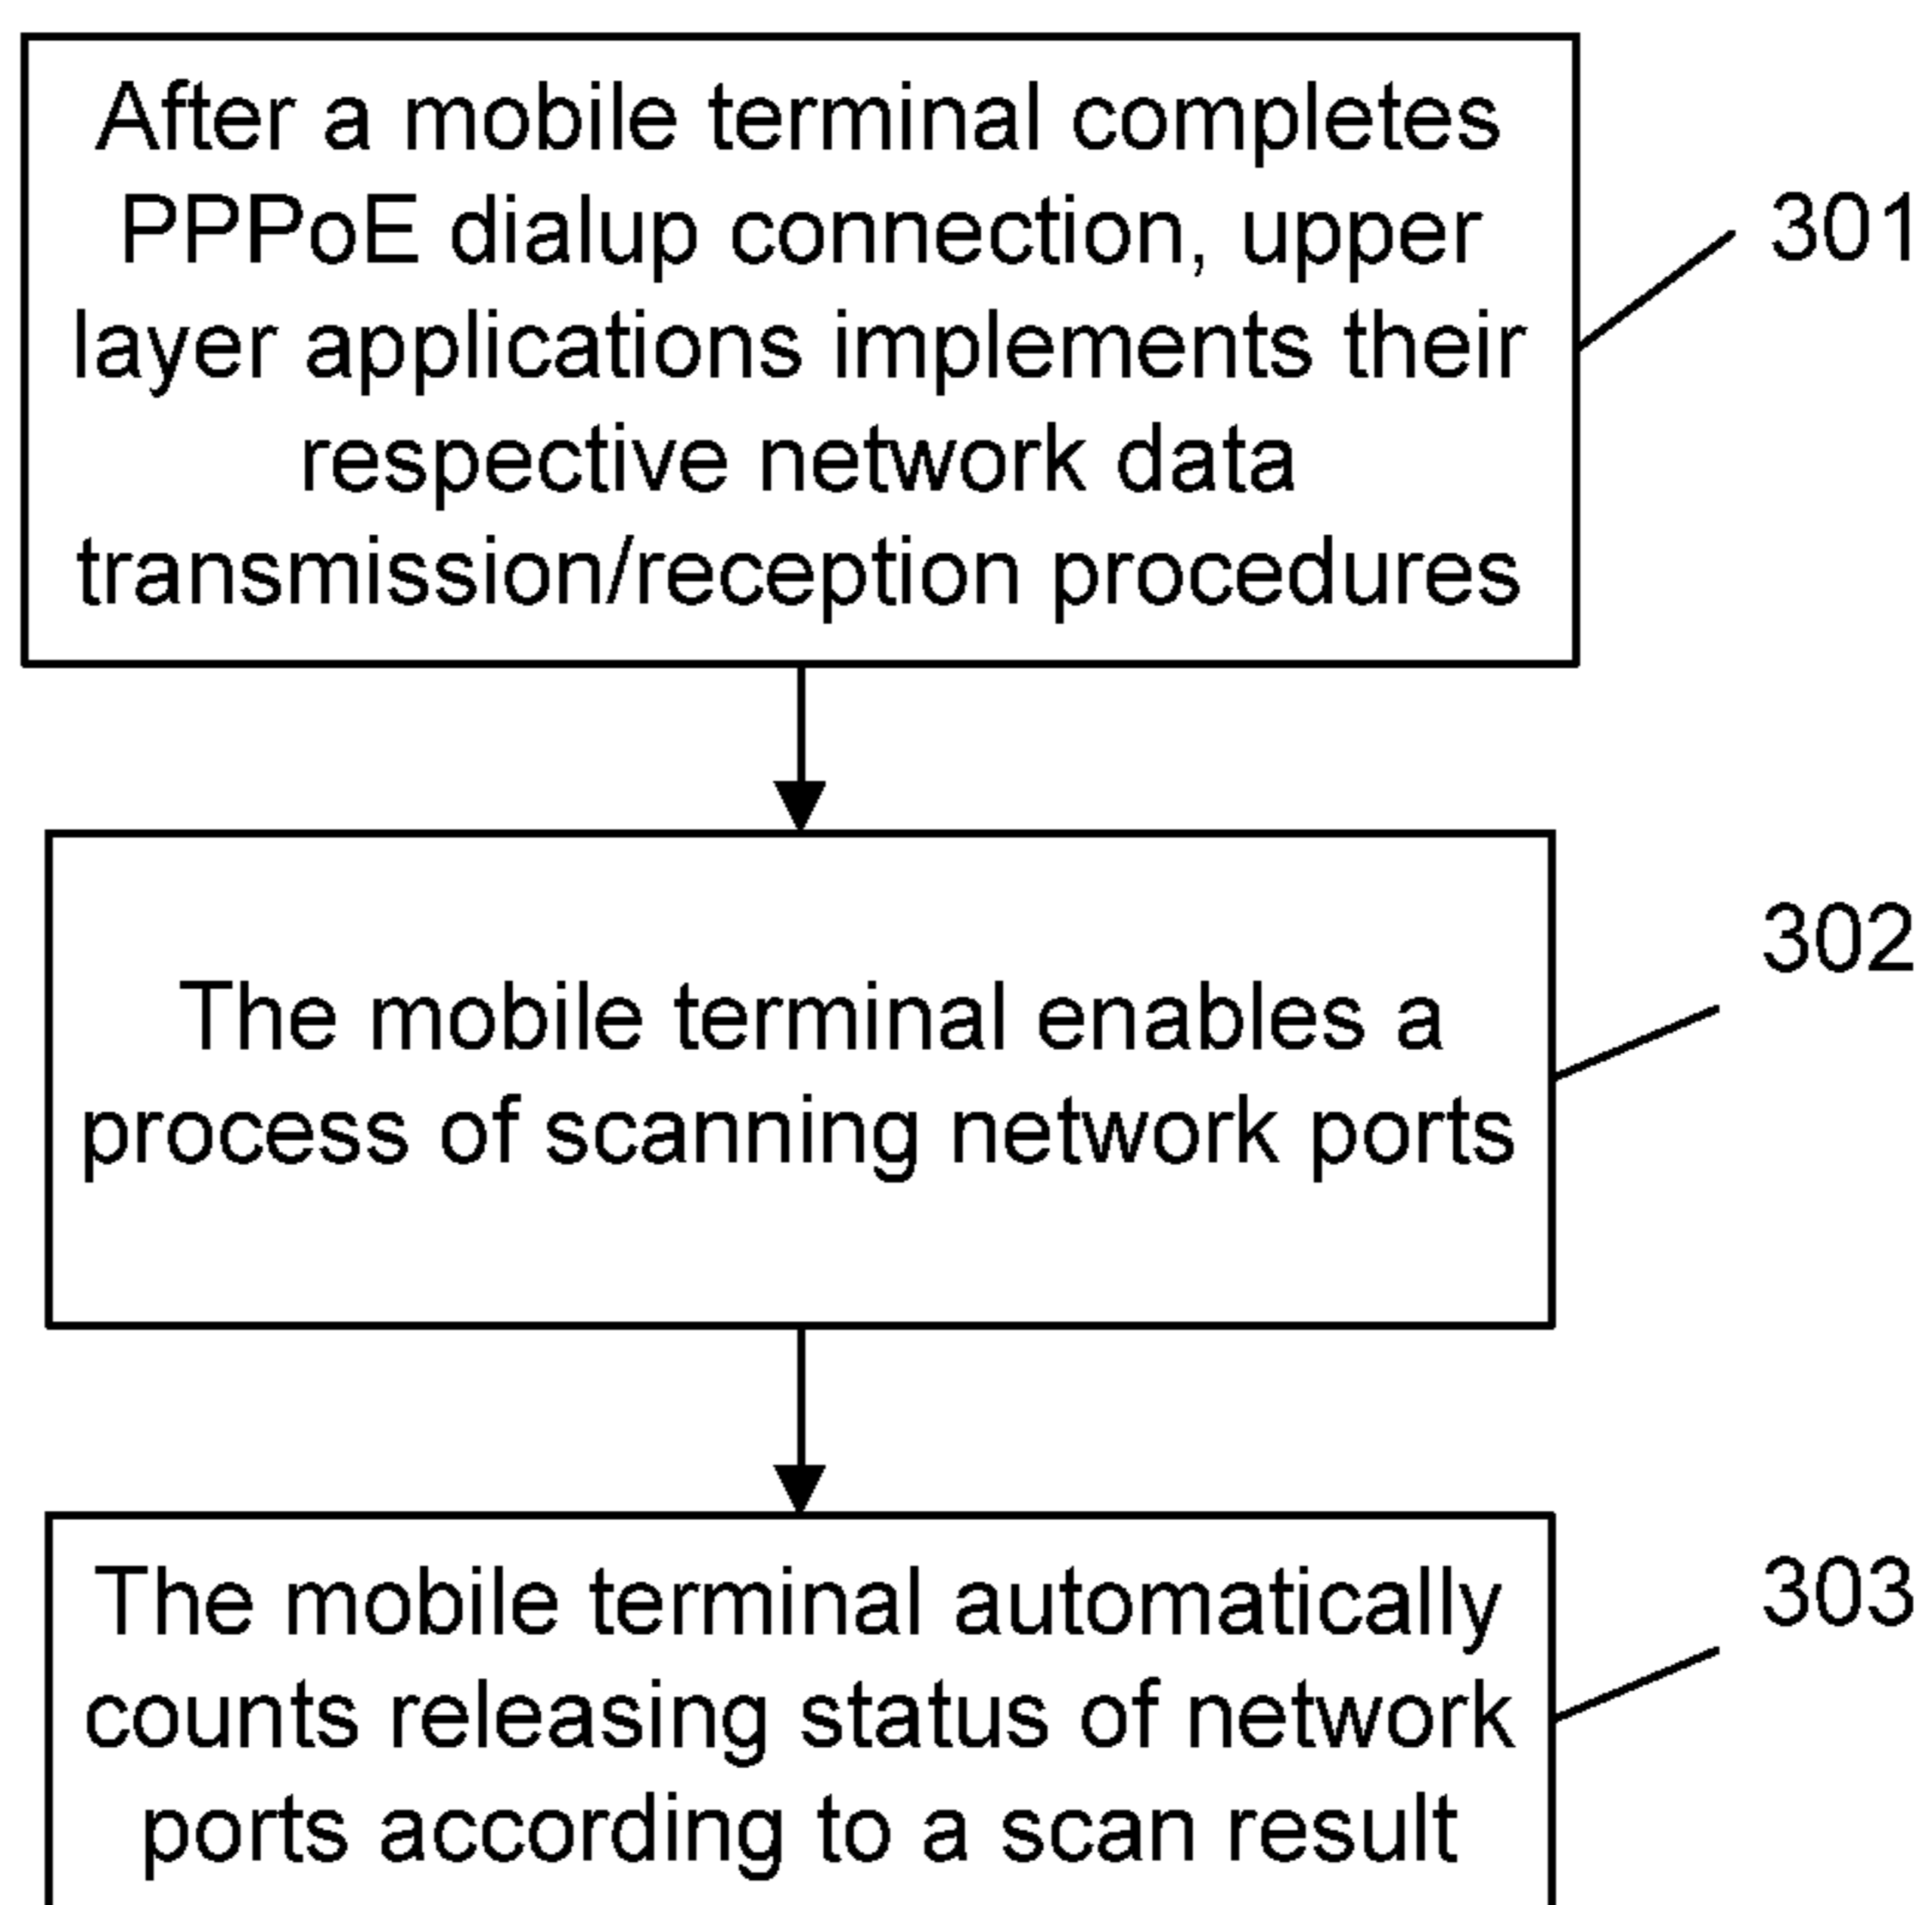 After a mobile terminal completes
PPPoE dialup connection, upper
layer applications implements their
respective network data
transmission/reception procedures
301
The mobile terminal enables a
process of scanning network ports
302
The mobile terminal automatically
counts releasing status of network
ports according to a scan result
303